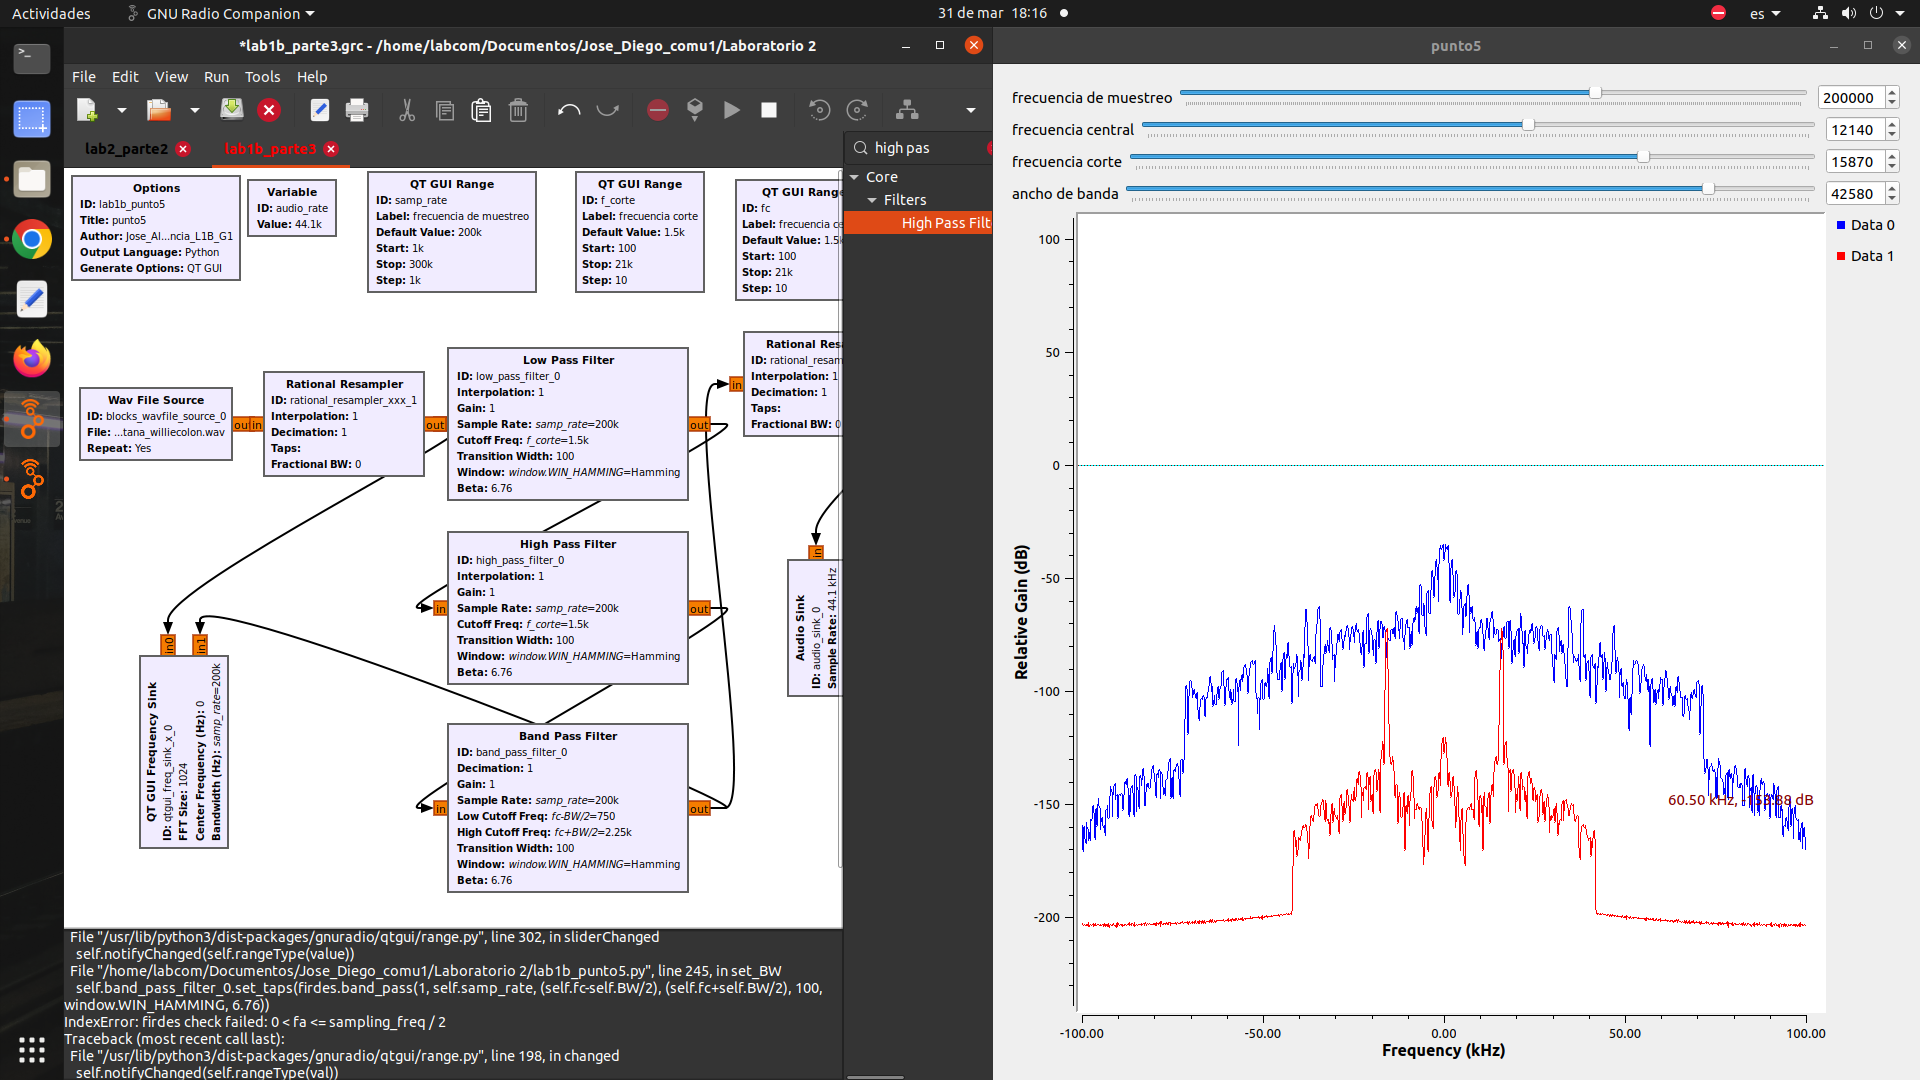 Actividades
GNU Radio Companion
31 de mar 18:16
es
*lab1b_parte3.grc - /home/labcom/Documentos/Jose_Diego_comu1/Laboratorio 2
punto5
File Edit View Run Tools Help
lab2_parte2
lab1b_parte3
high pas
Core
Filters
High Pass Filt
Options
ID: lab1b_punto5
Title: punto5
Author: Jose_Al...ncia_L1B_G1
Output Language: Python
Generate Options: QT GUI
Variable
ID: audio_rate
Value: 44.1k
QT GUI Range
ID: samp_rate
Label: frecuencia de muestreo
Default Value: 200k
Start: 1k
Stop: 300k
Step: 1k
QT GUI Range
ID: f_corte
Label: frecuencia corte
Default Value: 1.5k
Start: 100
Stop: 21k
Step: 10
QT GUI Range
ID: fc
Label: frecuencia ce
Default Value: 1.5k
Start: 100
Stop: 21k
Step: 10
Wav File Source
ID: blocks_wavfile_source_0
File: ...tana_williecolon.wav
Repeat: Yes
out
in
Rational Resampler
ID: rational_resampler_xxx_1
Interpolation: 1
Decimation: 1
Taps:
Fractional BW: 0
out
Low Pass Filter
ID: low_pass_filter_0
Interpolation: 1
Gain: 1
Sample Rate: samp_rate=200k
Cutoff Freq: f_corte=1.5k
Transition Width: 100
Window: window.WIN_HAMMING=Hamming
Beta: 6.76
out
in
Rational Res
ID: rational_resam
Interpolation: 1
Decimation: 1
Taps:
Fractional BW: 0
in
High Pass Filter
ID: high_pass_filter_0
Interpolation: 1
Gain: 1
Sample Rate: samp_rate=200k
Cutoff Freq: f_corte=1.5k
Transition Width: 100
Window: window.WIN_HAMMING=Hamming
Beta: 6.76
out
in
Audio Sink
ID: audio_sink_0
Sample Rate: 44.1 kHz
in0
in1
QT GUI Frequency Sink
ID: qtgui_freq_sink_x_0
FFT Size: 1024
Center Frequency (Hz): 0
Bandwidth (Hz): samp_rate=200k
in
Band Pass Filter
ID: band_pass_filter_0
Decimation: 1
Gain: 1
Sample Rate: samp_rate=200k
Low Cutoff Freq: fc-BW/2=750
High Cutoff Freq: fc+BW/2=2.25k
Transition Width: 100
Window: window.WIN_HAMMING=Hamming
Beta: 6.76
out
File "/usr/lib/python3/dist-packages/gnuradio/qtgui/range.py", line 302, in sliderChanged
self.notifyChanged(self.rangeType(value))
File "/home/labcom/Documentos/Jose_Diego_comu1/Laboratorio 2/lab1b_punto5.py", line 245, in set_BW
self.band_pass_filter_0.set_taps(firdes.band_pass(1, self.samp_rate, (self.fc-self.BW/2), (self.fc+self.BW/2), 100,
window.WIN_HAMMING, 6.76))
IndexError: firdes check failed: 0 < fa <= sampling_freq / 2
Traceback (most recent call last):
File "/usr/lib/python3/dist-packages/gnuradio/qtgui/range.py", line 198, in changed
self.notifyChanged(self.rangeType(val))
frecuencia de muestreo
200000
frecuencia central
12140
frecuencia corte
15870
ancho de banda
42580
Data 0
Data 1
100
50
0
-50
-100
-150
-200
Relative Gain (dB)
60.50 kHz, dB
-100.00
-50.00
0.00
50.00
100.00
Frequency (kHz)